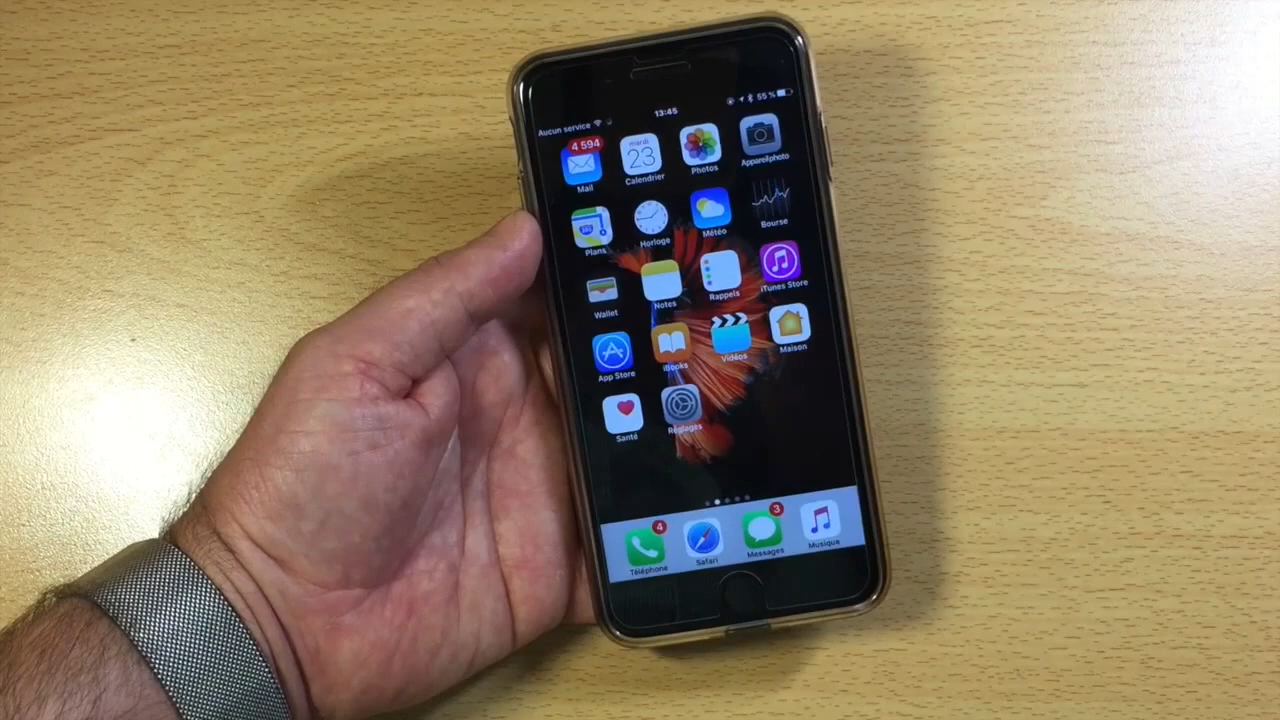 Aucun service 13:45 55 %
4 594
Mail
mardi
23
Calendrier
Photos
Appareil photo
Plans
Horloge
Météo
Bourse
Wallet
Notes
Rappels
iTunes Store
App Store
iBooks
Vidéos
Maison
Santé
Réglages
4
Téléphone
Safari
3
Messages
Musique